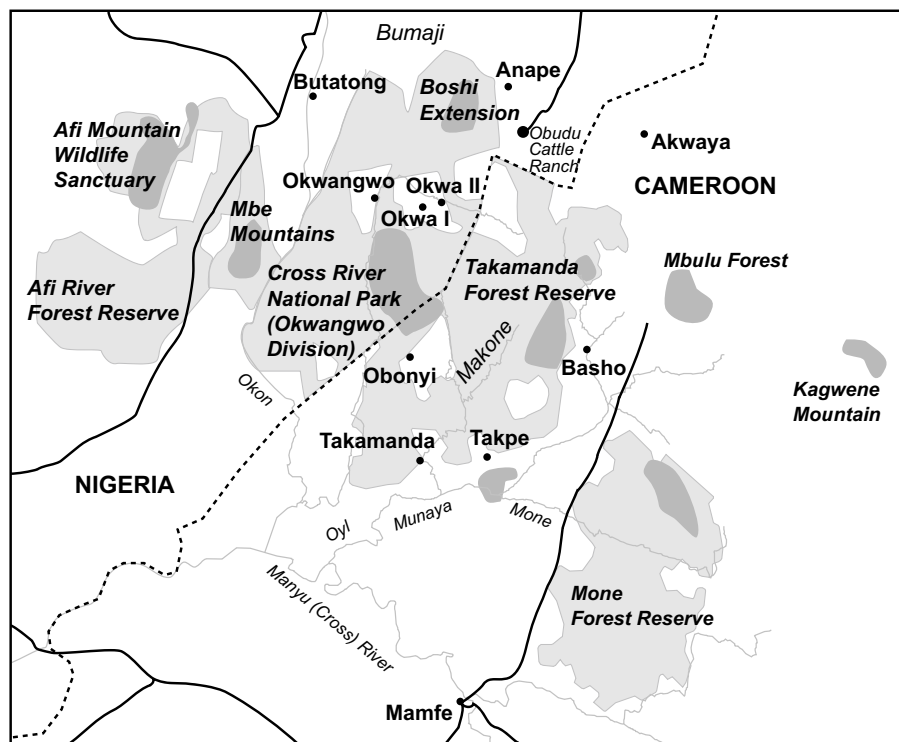 Bumaji
Butatong
Anape
Boshi
Extension
Afi Mountain
Wildlife
Sanctuary
Obudu
Cattle
Ranch
Akwaya
Okwangwo
Okwa II
Okwa I
CAMEROON
Mbe
Mountains
Cross River
National Park
(Okwangwo
Division)
Takamanda
Forest Reserve
Mbulu Forest
Afi River
Forest Reserve
Makone
Obonyi
Basho
Okon
Kagwene
Mountain
Takamanda
Takpe
NIGERIA
Oyl
Munaya
Mone
Manyu (Cross) River
Mone
Forest Reserve
Mamfe